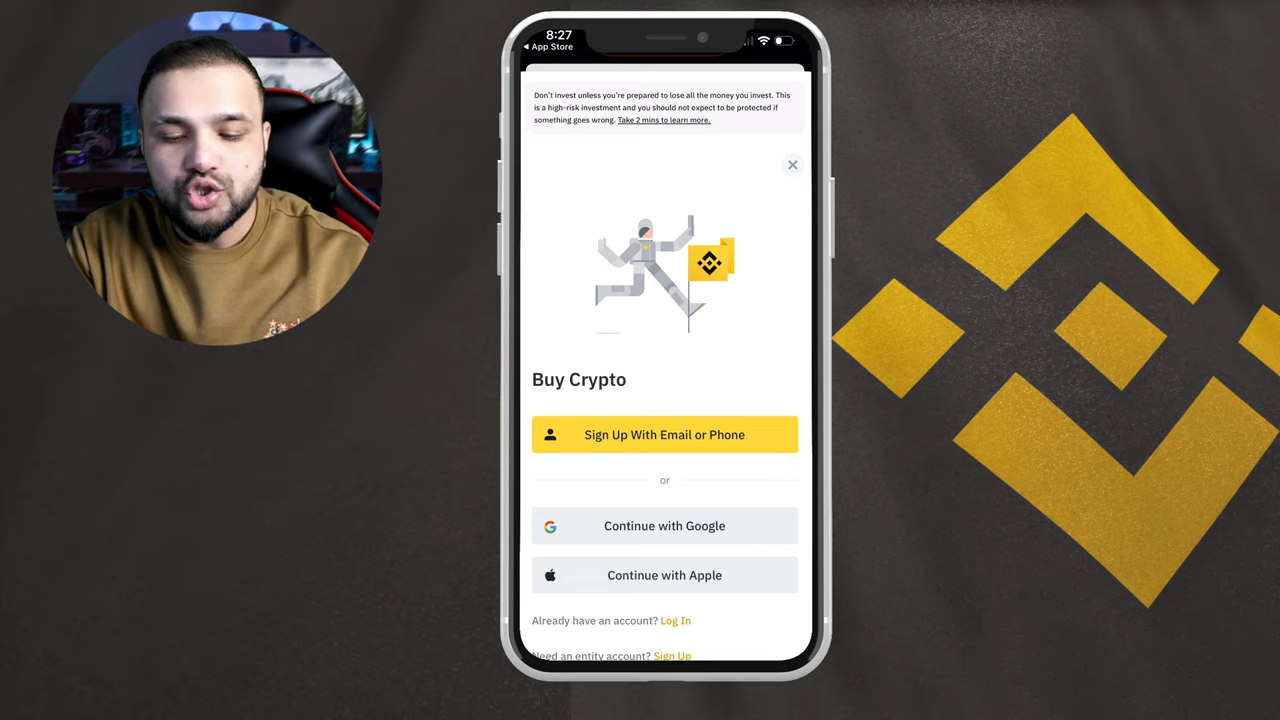 8:27
App Store
Don't invest unless you're prepared to lose all the money you invest. This
is a high-risk investment and you should not expect to be protected if
something goes wrong. Take 2 mins to learn more.
Buy Crypto
Sign Up With Email or Phone
or
Continue with Google
Continue with Apple
Already have an account? Log In
Need an entity account? Sign Up